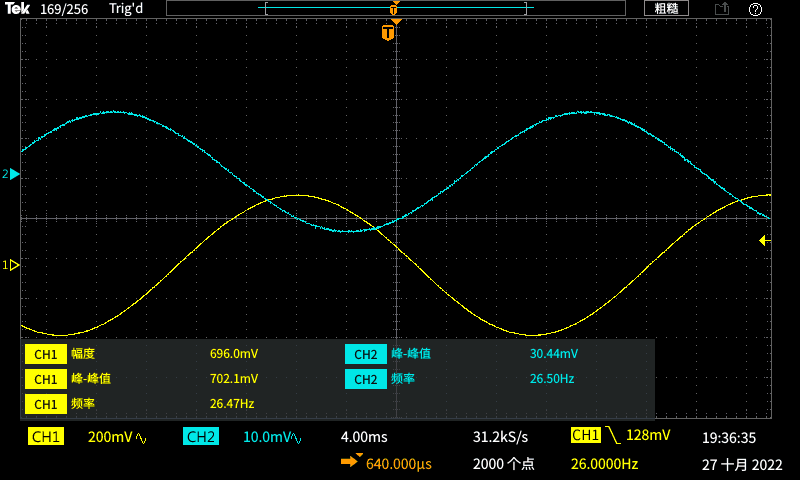 Tek 169/256 Trig'd 粗糙
T
T
2
1
CH1 幅度 696.0mV CH2 峰-峰值 30.44mV
CH1 峰-峰值 702.1mV CH2 频率 26.50Hz
CH1 频率 26.47Hz
CH1 200mV CH2 10.0mV 4.00ms 31.2kS/s CH1 128mV 19:36:35
640.000µs 2000 个点 26.0000Hz 27 十月 2022